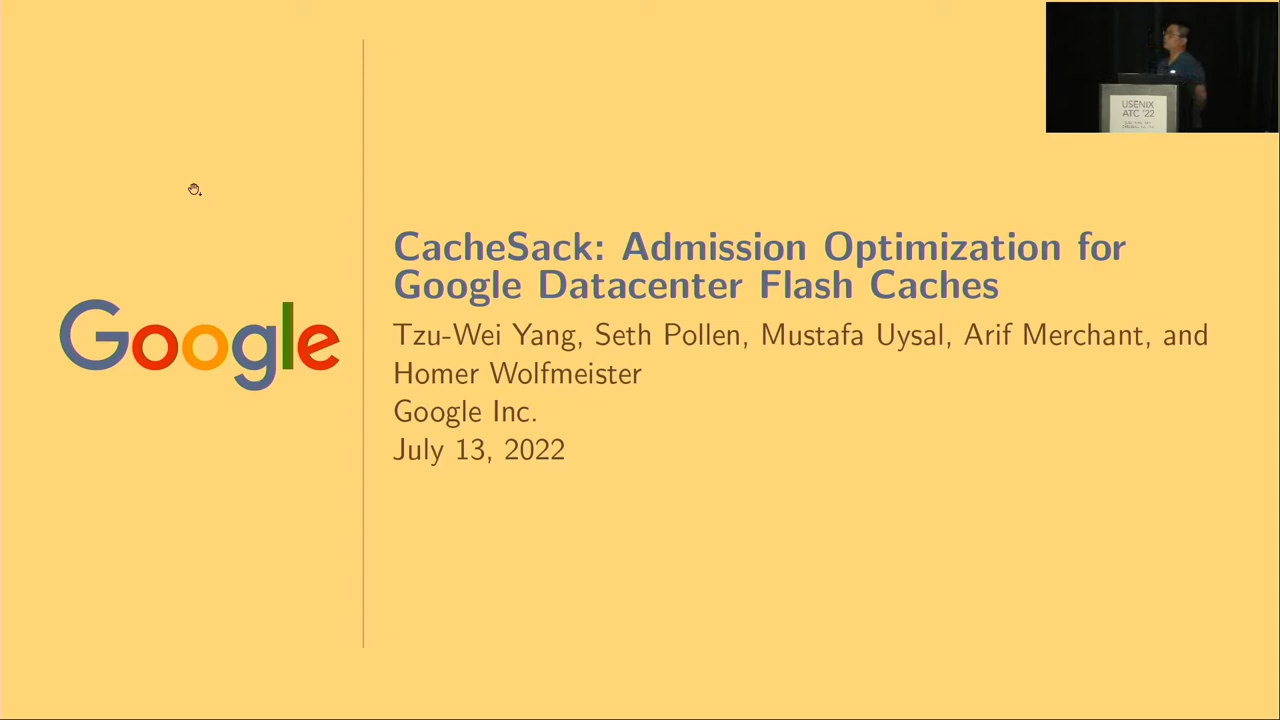 USENIX
ATC '22
CacheSack: Admission Optimization for
Google Datacenter Flash Caches
Google
Tzu-Wei Yang, Seth Pollen, Mustafa Uysal, Arif Merchant, and
Homer Wolfmeister
Google Inc.
July 13, 2022